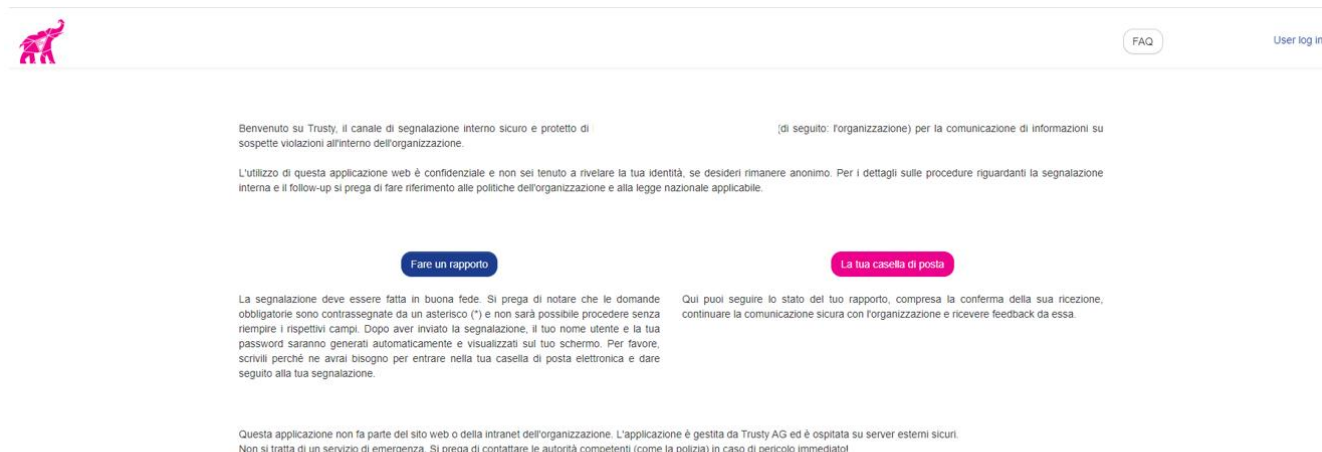 FAQ
User log in
Benvenuto su Trusty, il canale di segnalazione interno sicuro e protetto di (di seguito: l'organizzazione) per la comunicazione di informazioni su
sospette violazioni all'interno dell'organizzazione.
L'utilizzo di questa applicazione web è confidenziale e non sei tenuto a rivelare la tua identità, se desideri rimanere anonimo. Per i dettagli sulle procedure riguardanti la segnalazione
interna e il follow-up si prega di fare riferimento alle politiche dell'organizzazione e alla legge nazionale applicabile.
Fare un rapporto
La segnalazione deve essere fatta in buona fede. Si prega di notare che le domande
obbligatorie sono contrassegnate da un asterisco (*) e non sarà possibile procedere senza
riempire i rispettivi campi. Dopo aver inviato la segnalazione, il tuo nome utente e la tua
password saranno generati automaticamente e visualizzati sul tuo schermo. Per favore,
scrivili perché ne avrai bisogno per entrare nella tua casella di posta elettronica e dare
seguito alla tua segnalazione.
La tua casella di posta
Qui puoi seguire lo stato del tuo rapporto, compresa la conferma della sua ricezione,
continuare la comunicazione sicura con l'organizzazione e ricevere feedback da essa.
Questa applicazione non fa parte del sito web o della intranet dell'organizzazione. L'applicazione è gestita da Trusty AG ed è ospitata su server esterni sicuri.
Non si tratta di un servizio di emergenza. Si prega di contattare le autorità competenti (come la polizia) in caso di pericolo immediato!